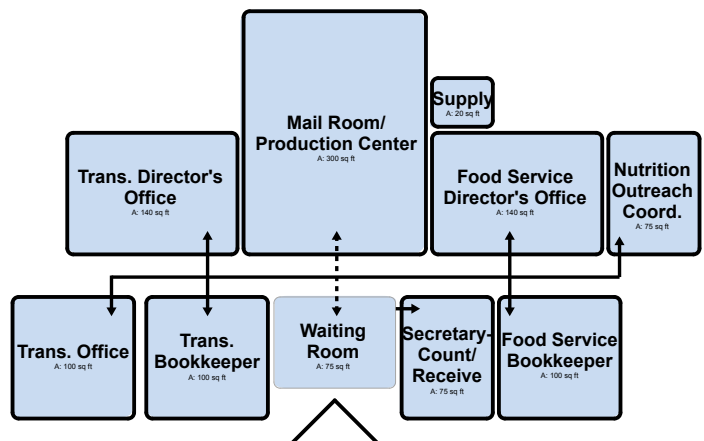 Mail Room/
Production Center
A: 300 sq ft
Supply
A: 20 sq ft
Trans. Director's
Office
A: 140 sq ft
Food Service
Director's Office
A: 140 sq ft
Nutrition
Outreach
Coord.
A: 75 sq ft
Trans. Office
A: 100 sq ft
Trans.
Bookkeeper
A: 100 sq ft
Waiting
Room
A: 75 sq ft
Secretary-
Count/
Receive
A: 75 sq ft
Food Service
Bookkeeper
A: 100 sq ft